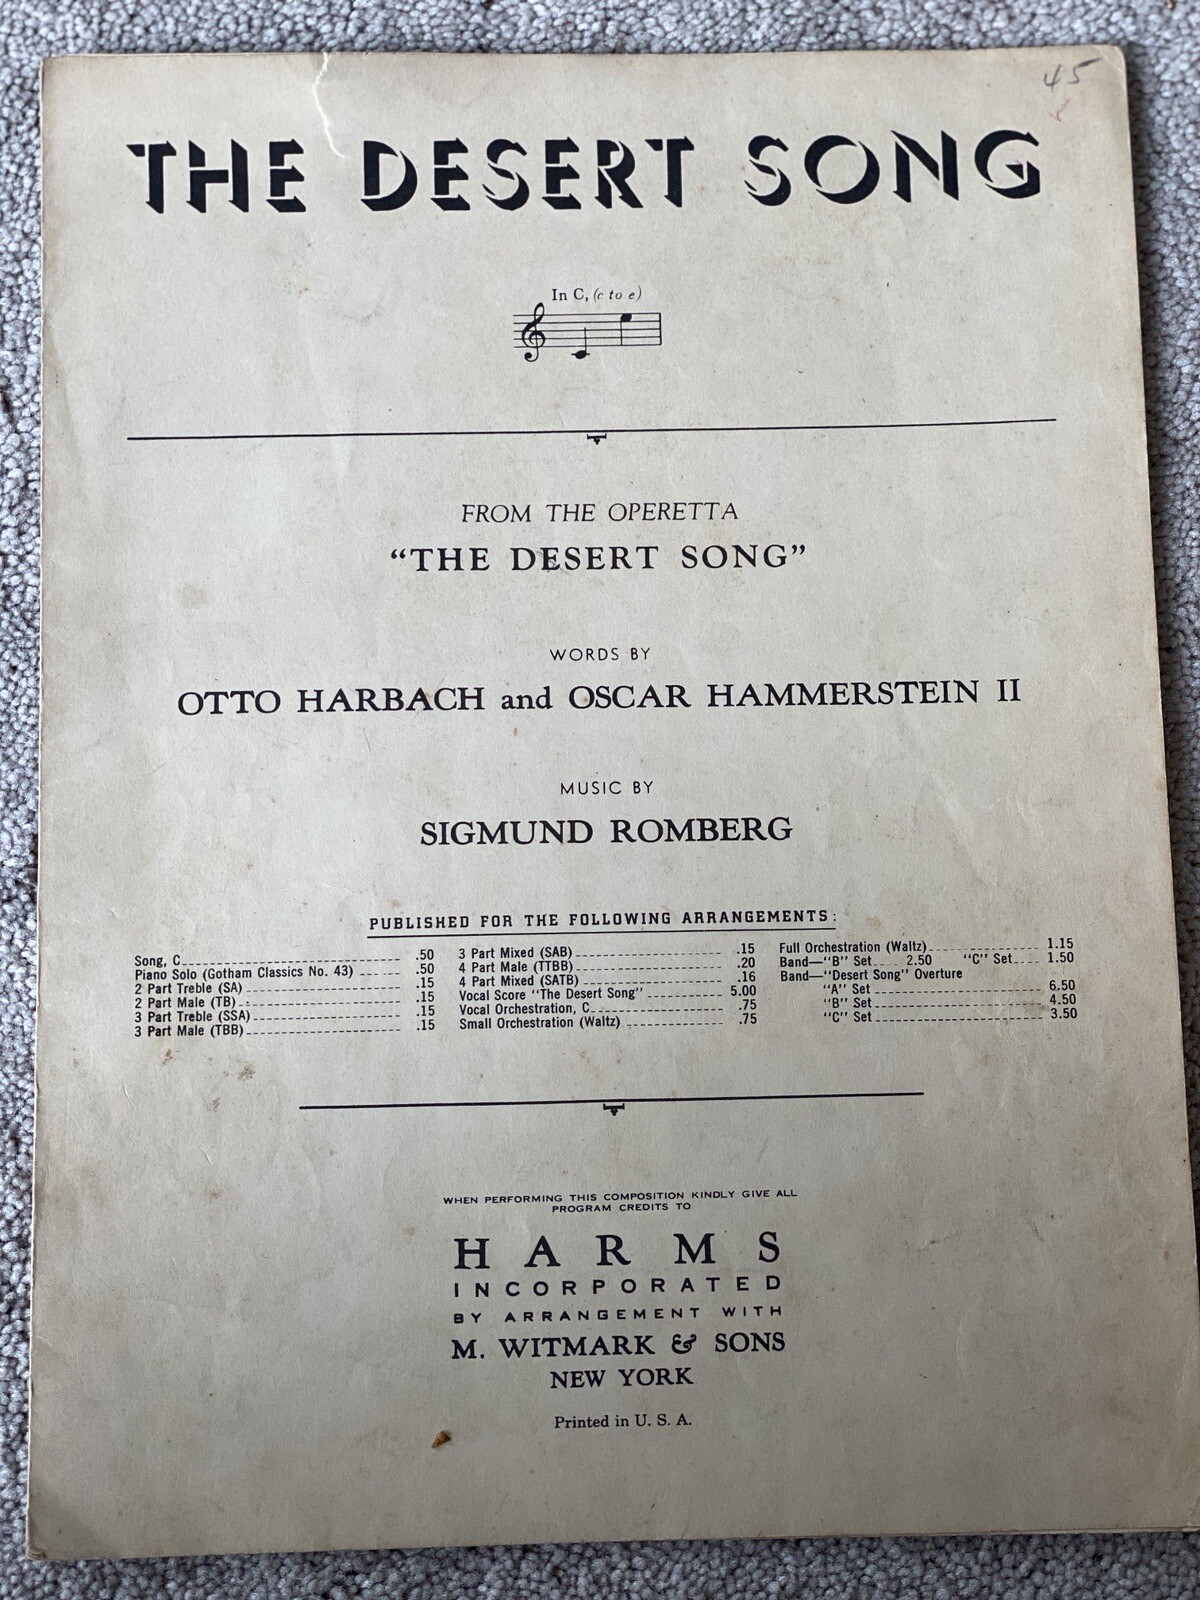 45
THE DESERT SONG
In C, (c to e)
FROM THE OPERETTA
“THE DESERT SONG”
WORDS BY
OTTO HARBACH and OSCAR HAMMERSTEIN II
MUSIC BY
SIGMUND ROMBERG
PUBLISHED FOR THE FOLLOWING ARRANGEMENTS:
Song, C .50
Piano Solo (Gotham Classics No. 43) .50
2 Part Treble (SA) .15
2 Part Male (TB) .15
3 Part Treble (SSA) .15
3 Part Male (TBB) .15
3 Part Mixed (SAB) .15
4 Part Male (TTBB) .20
4 Part Mixed (SATB) .16
Vocal Score "The Desert Song" 5.00
Vocal Orchestration, C .75
Small Orchestration (Waltz) .75
Full Orchestration (Waltz) 1.15
Band—"B" Set 2.50 "C" Set 1.50
Band—"Desert Song" Overture
"A" Set 6.50
"B" Set 4.50
"C" Set 3.50
WHEN PERFORMING THIS COMPOSITION KINDLY GIVE ALL
PROGRAM CREDITS TO
HARMS
INCORPORATED
BY ARRANGEMENT WITH
M. WITMARK & SONS
NEW YORK
Printed in U. S. A.